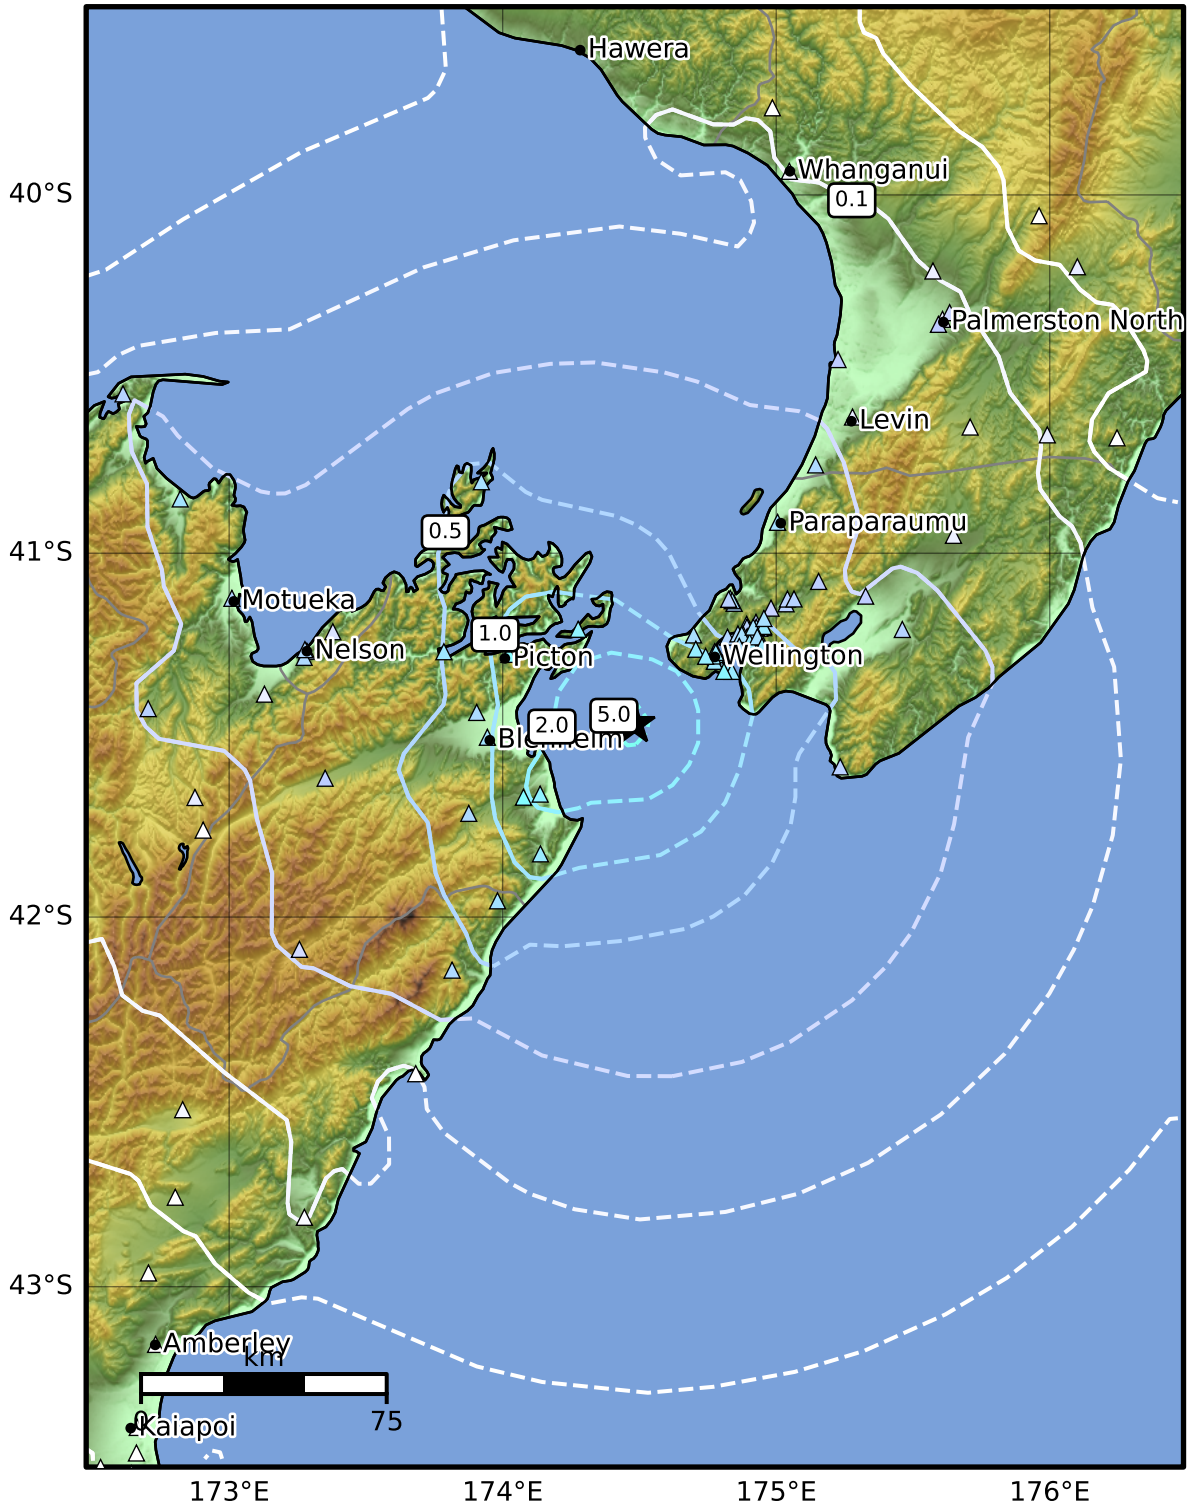 Hawera
Whanganui
40°S
0.1
Palmerston North
Levin
Paraparaumu
0.5
41°S
Motueka
1.0
Nelson
Picton
Wellington
5.0
2.0
Blenheim
42°S
43°S
Amberley
km
0
75
Kaiapoi
173°E
174°E
175°E
176°E